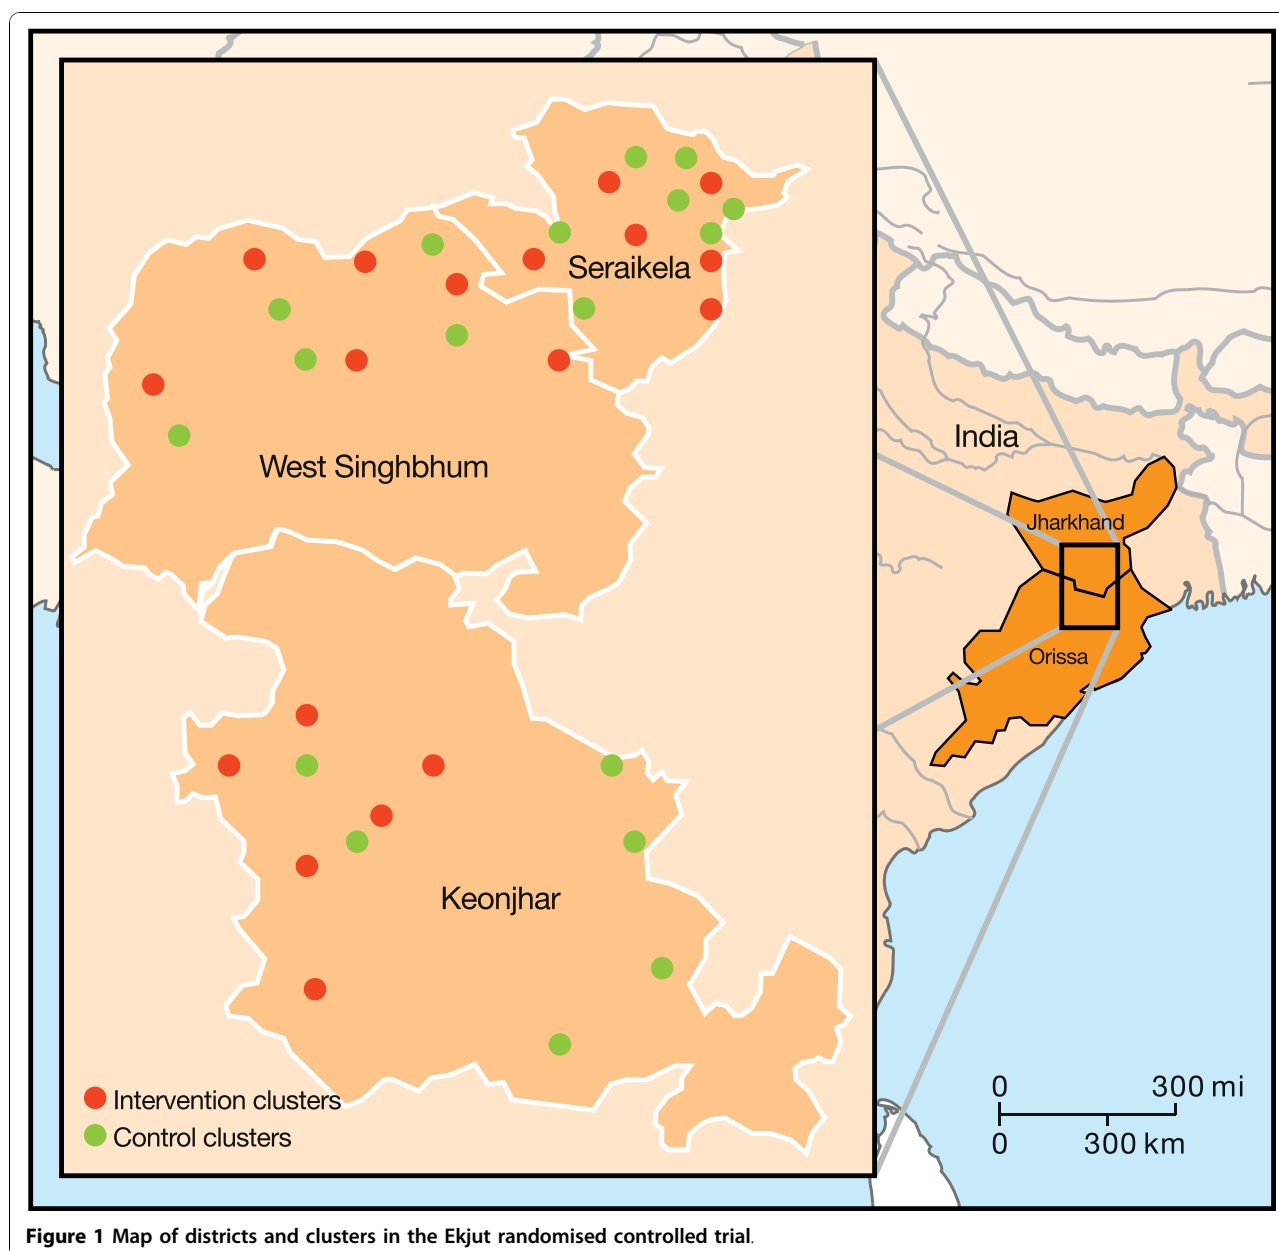 Seraikela
West Singhbhum
India
Jharkhand
Orissa
Keonjhar
Intervention clusters
Control clusters
0 300 mi
0 300 km
Figure 1 Map of districts and clusters in the Ekjut randomised controlled trial.